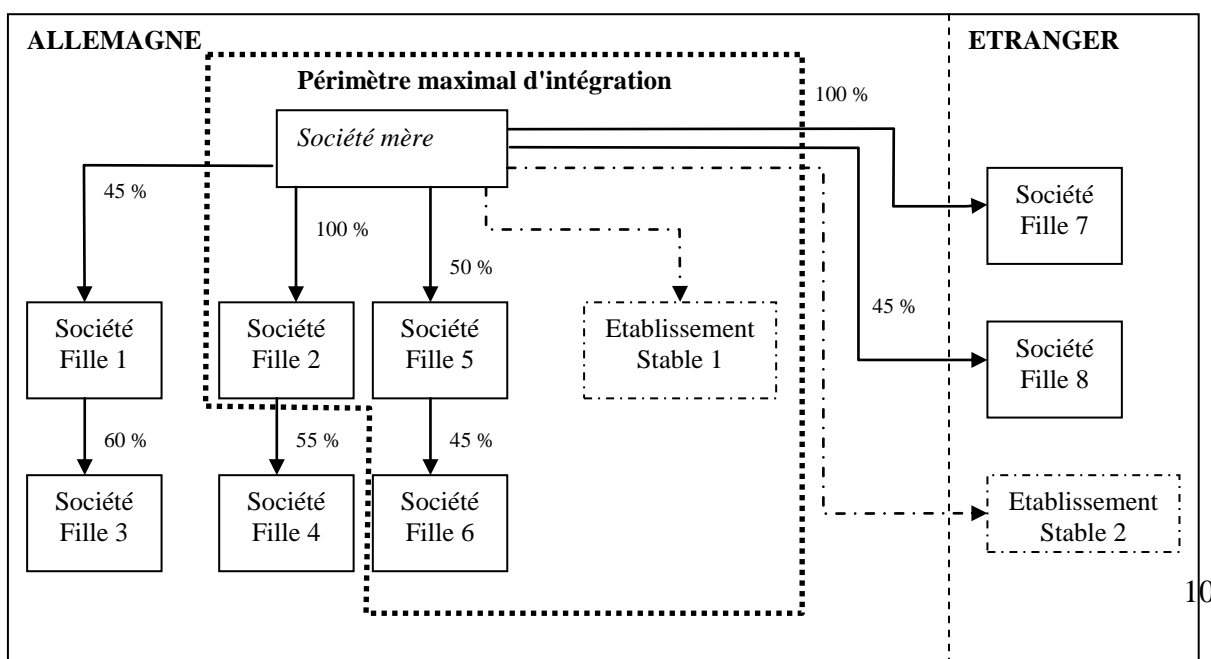 ALLEMAGNE
ETRANGER
Périmètre maximal d'intégration
100 %
Société mère
45 %
100 %
50 %
Société
Fille 7
45 %
Société
Fille 1
Société
Fille 2
Société
Fille 5
Etablissement
Stable 1
Société
Fille 8
60 %
55 %
45 %
Société
Fille 3
Société
Fille 4
Société
Fille 6
Etablissement
Stable 2
10